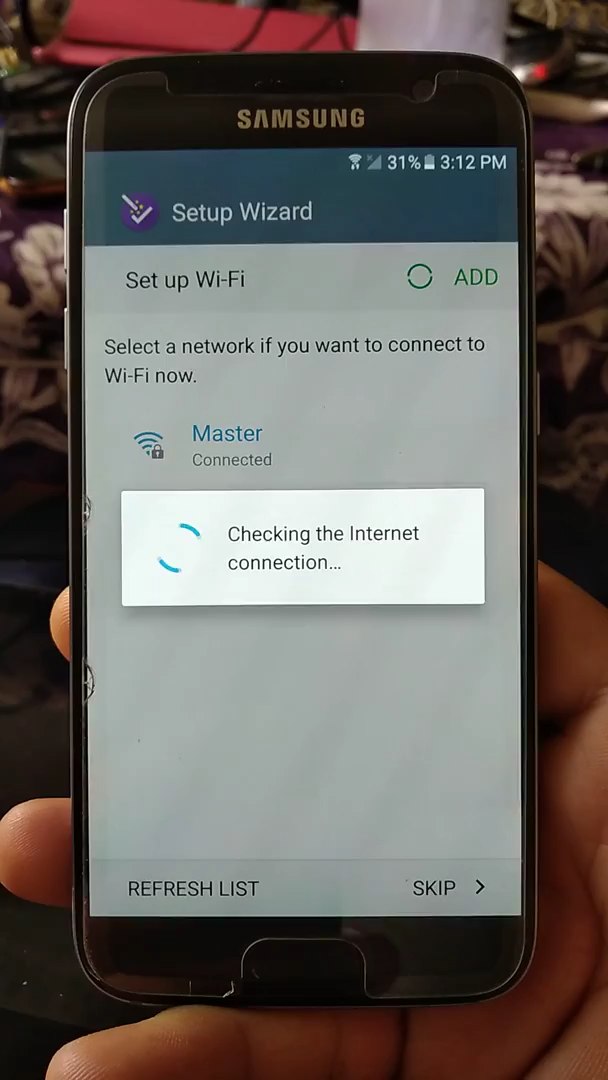 SAMSUNG
31% 3:12 PM
Setup Wizard
Set up Wi-Fi ADD
Select a network if you want to connect to
Wi-Fi now.
Master
Connected
Checking the Internet
connection...
REFRESH LIST SKIP >